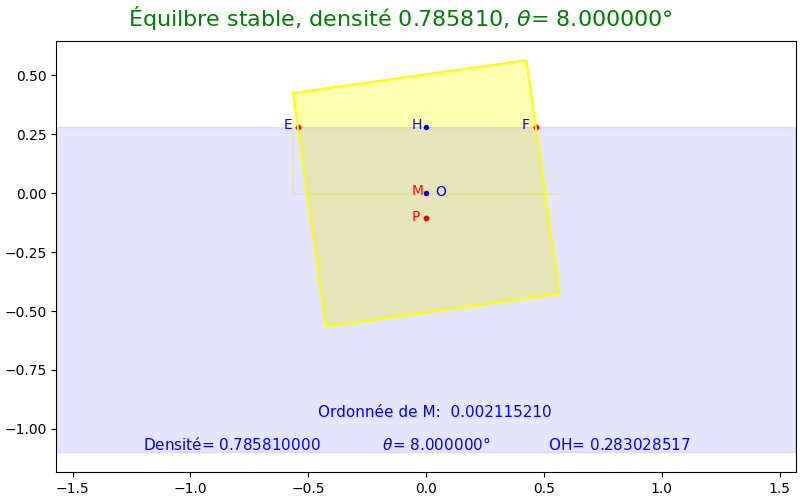 Équilbre stable, densité 0.785810, θ= 8.000000°
0.50
0.25
0.00
−0.25
−0.50
−0.75
−1.00
E H F
M O
P
Ordonnée de M: 0.002115210
Densité= 0.785810000 θ= 8.000000° OH= 0.283028517
−1.5 −1.0 −0.5 0.0 0.5 1.0 1.5